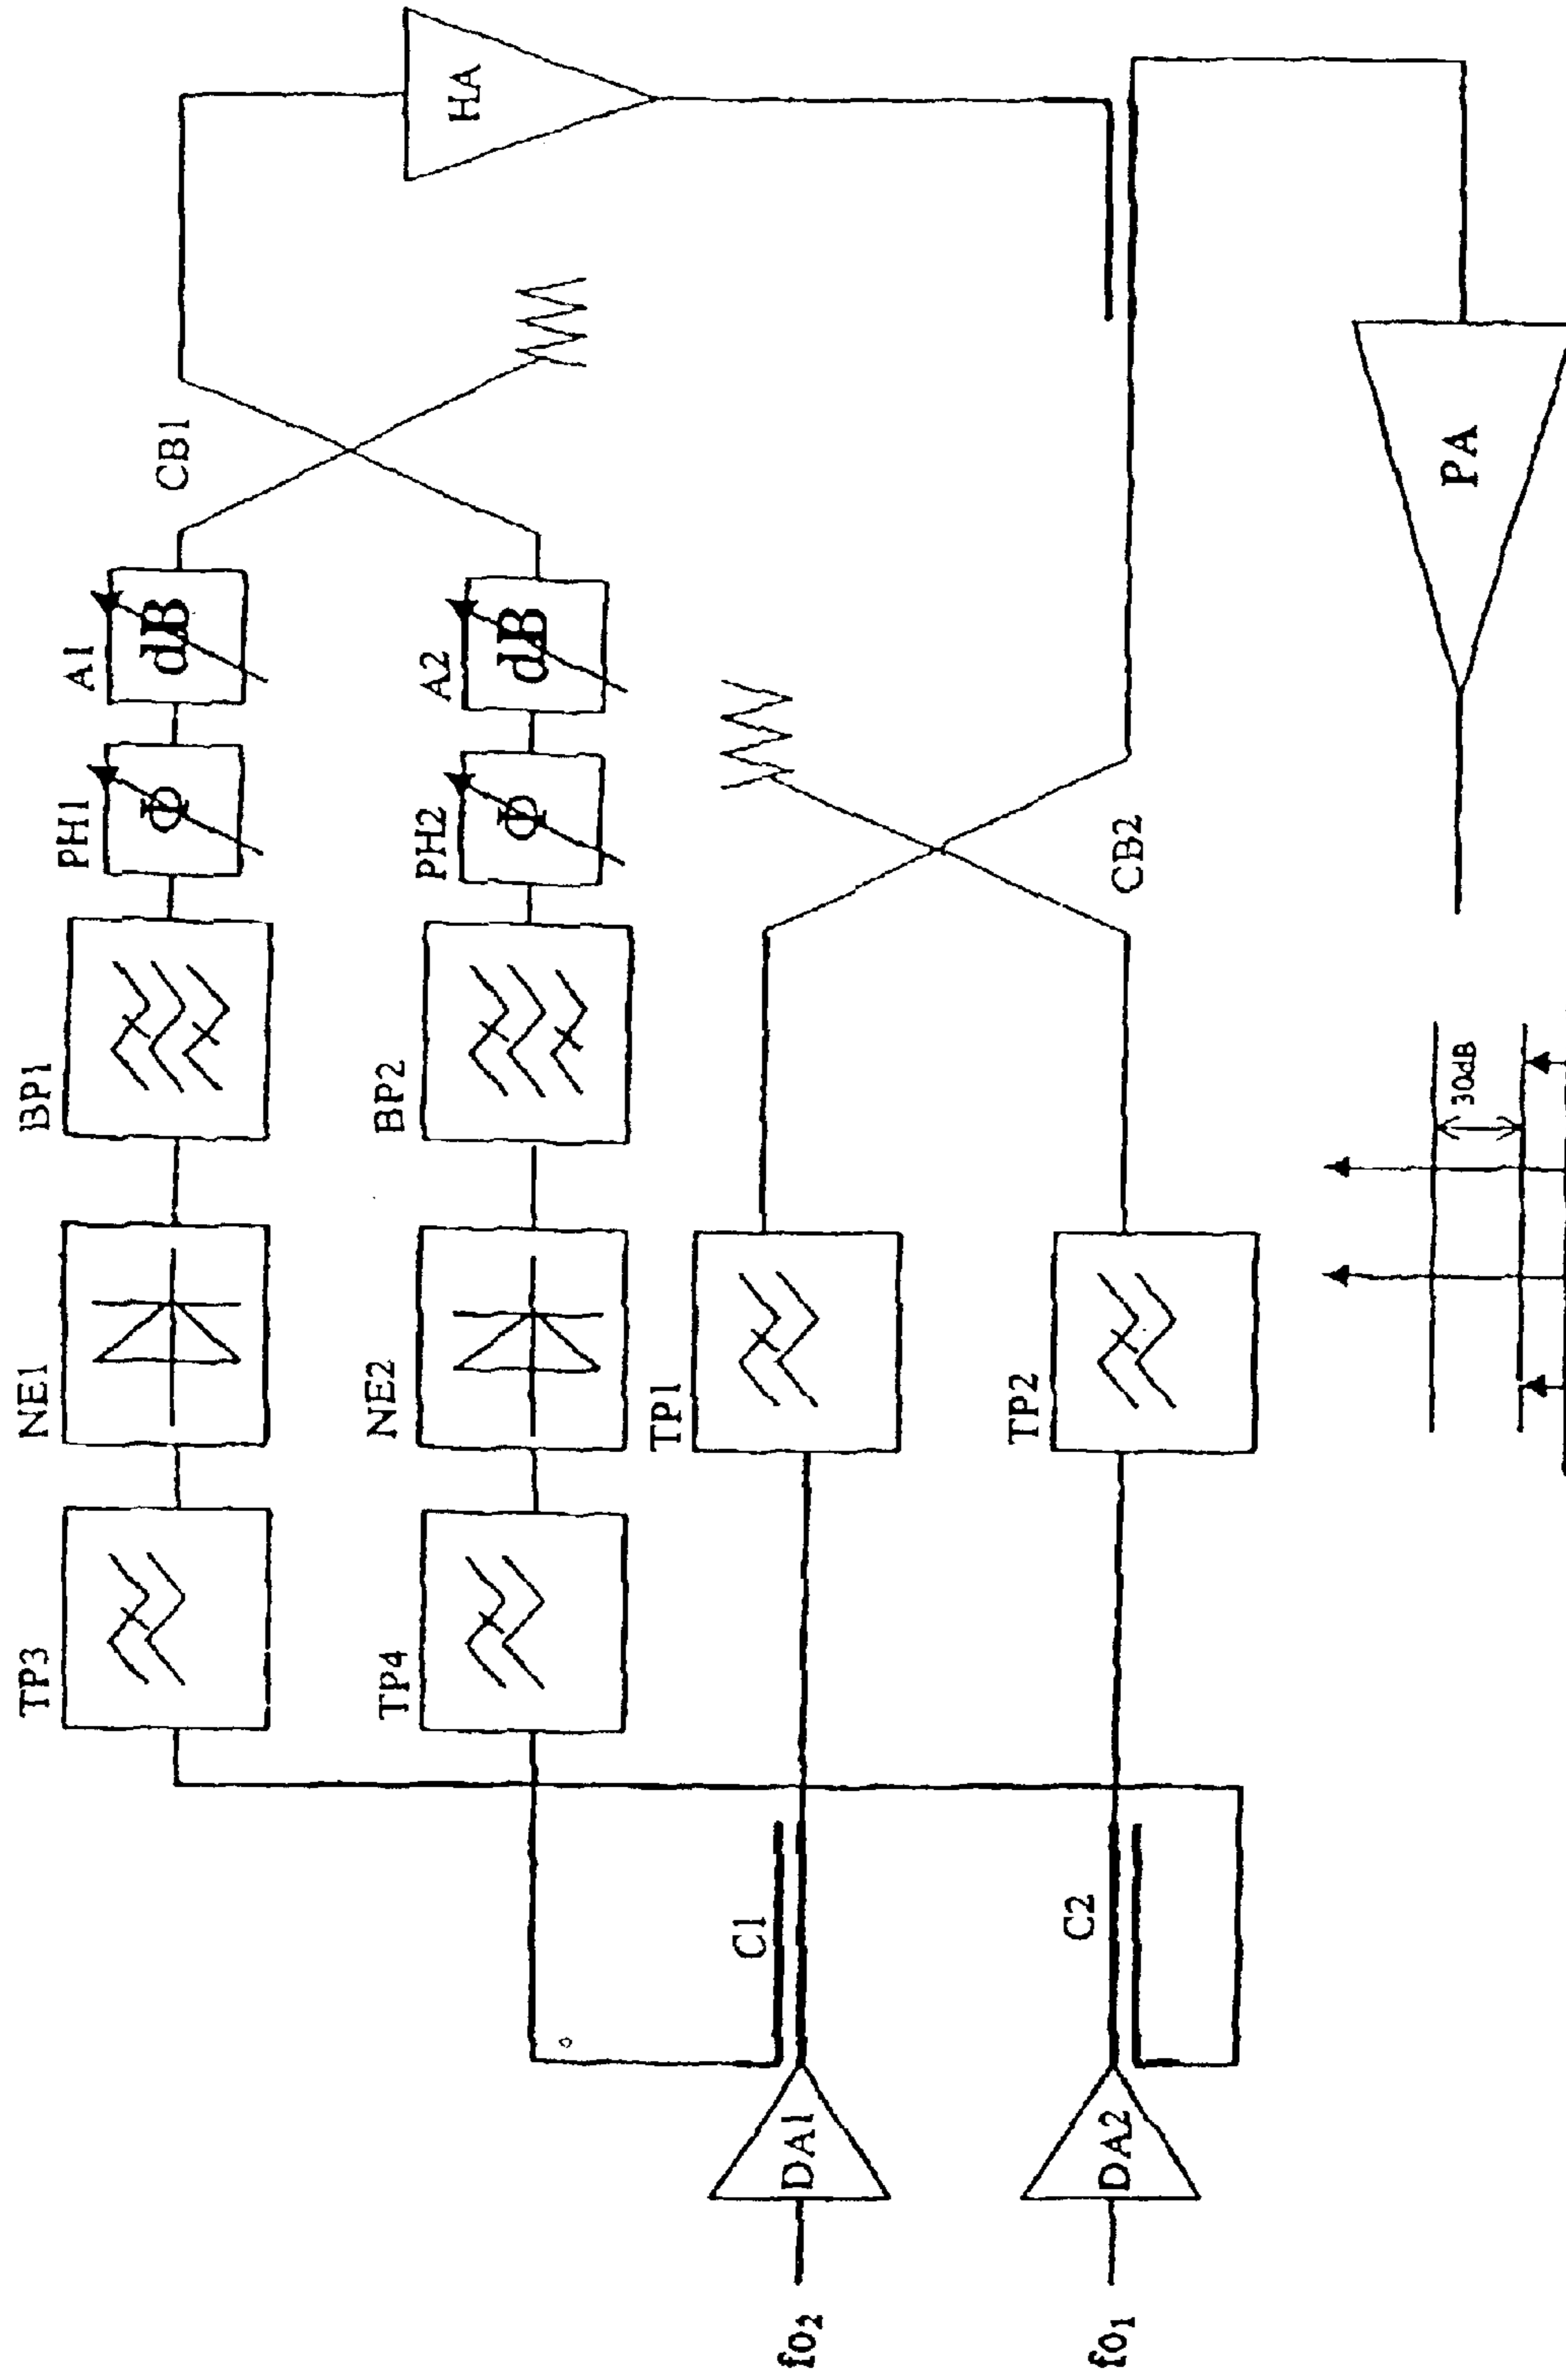 TP3
NE1
BP1
PH1
Φ
A1
dB
CB1
HA
TP4
NE2
BP2
PH2
Φ
A2
dB
fo₂
DA1
C1
TP1
fo₁
DA2
C2
TP2
CB2
30dB
PA